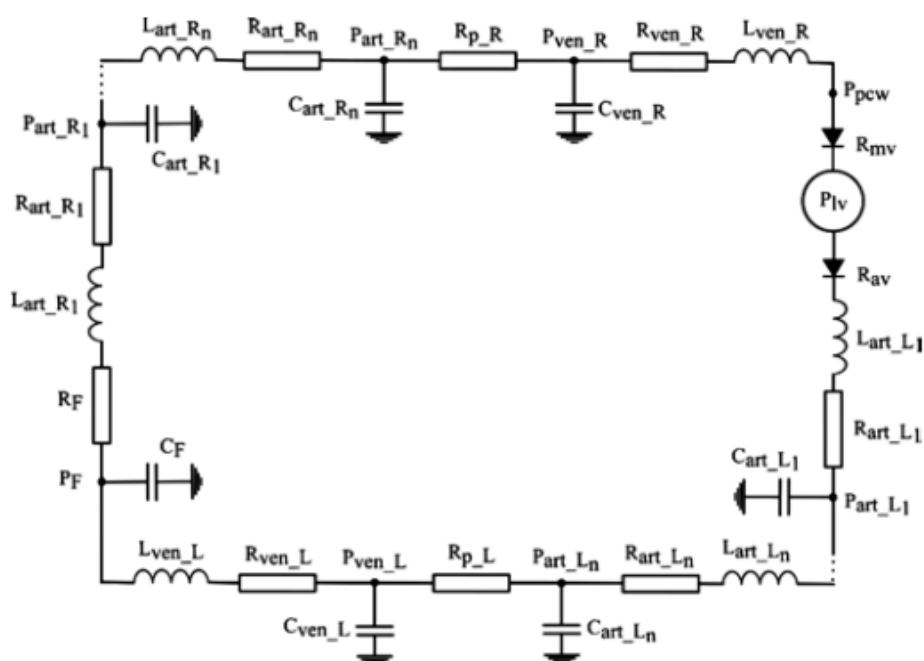 Lart_Rn
Rart_Rn
Part_Rn
Rp_R
Pven_R
Rven_R
Lven_R
Cart_Rn
Cven_R
Ppcw
Part_R1
Cart_R1
Rmv
Rart_R1
Plv
Rav
Lart_R1
Lart_L1
RF
Rart_L1
CF
Cart_L1
PF
Part_L1
Lven_L
Rven_L
Pven_L
Rp_L
Part_Ln
Rart_Ln
Lart_Ln
Cven_L
Cart_Ln